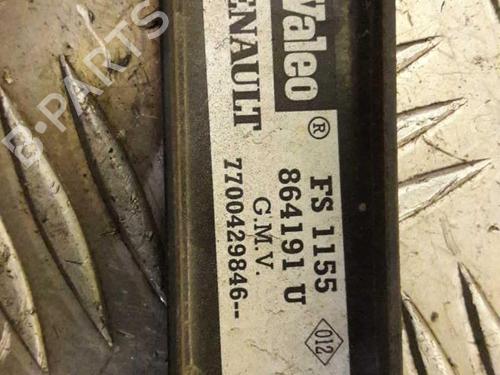 Valeo ®
RENAULT
FS 1155
864191 U
G.M.V.
7700429846--
012
B-PARTS